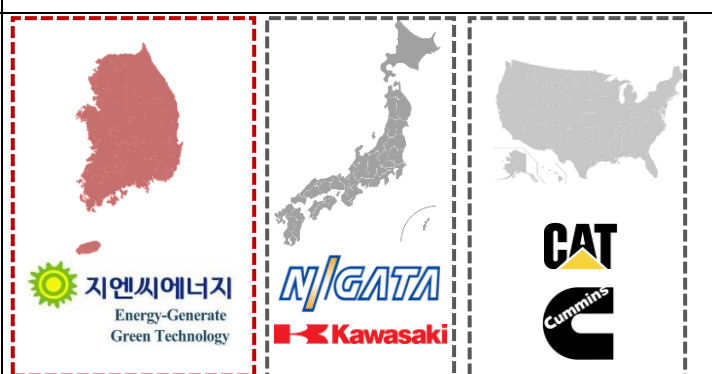 지엔씨에너지
Energy-Generate
Green Technology
NIIGATA
Kawasaki
CAT
Cummins